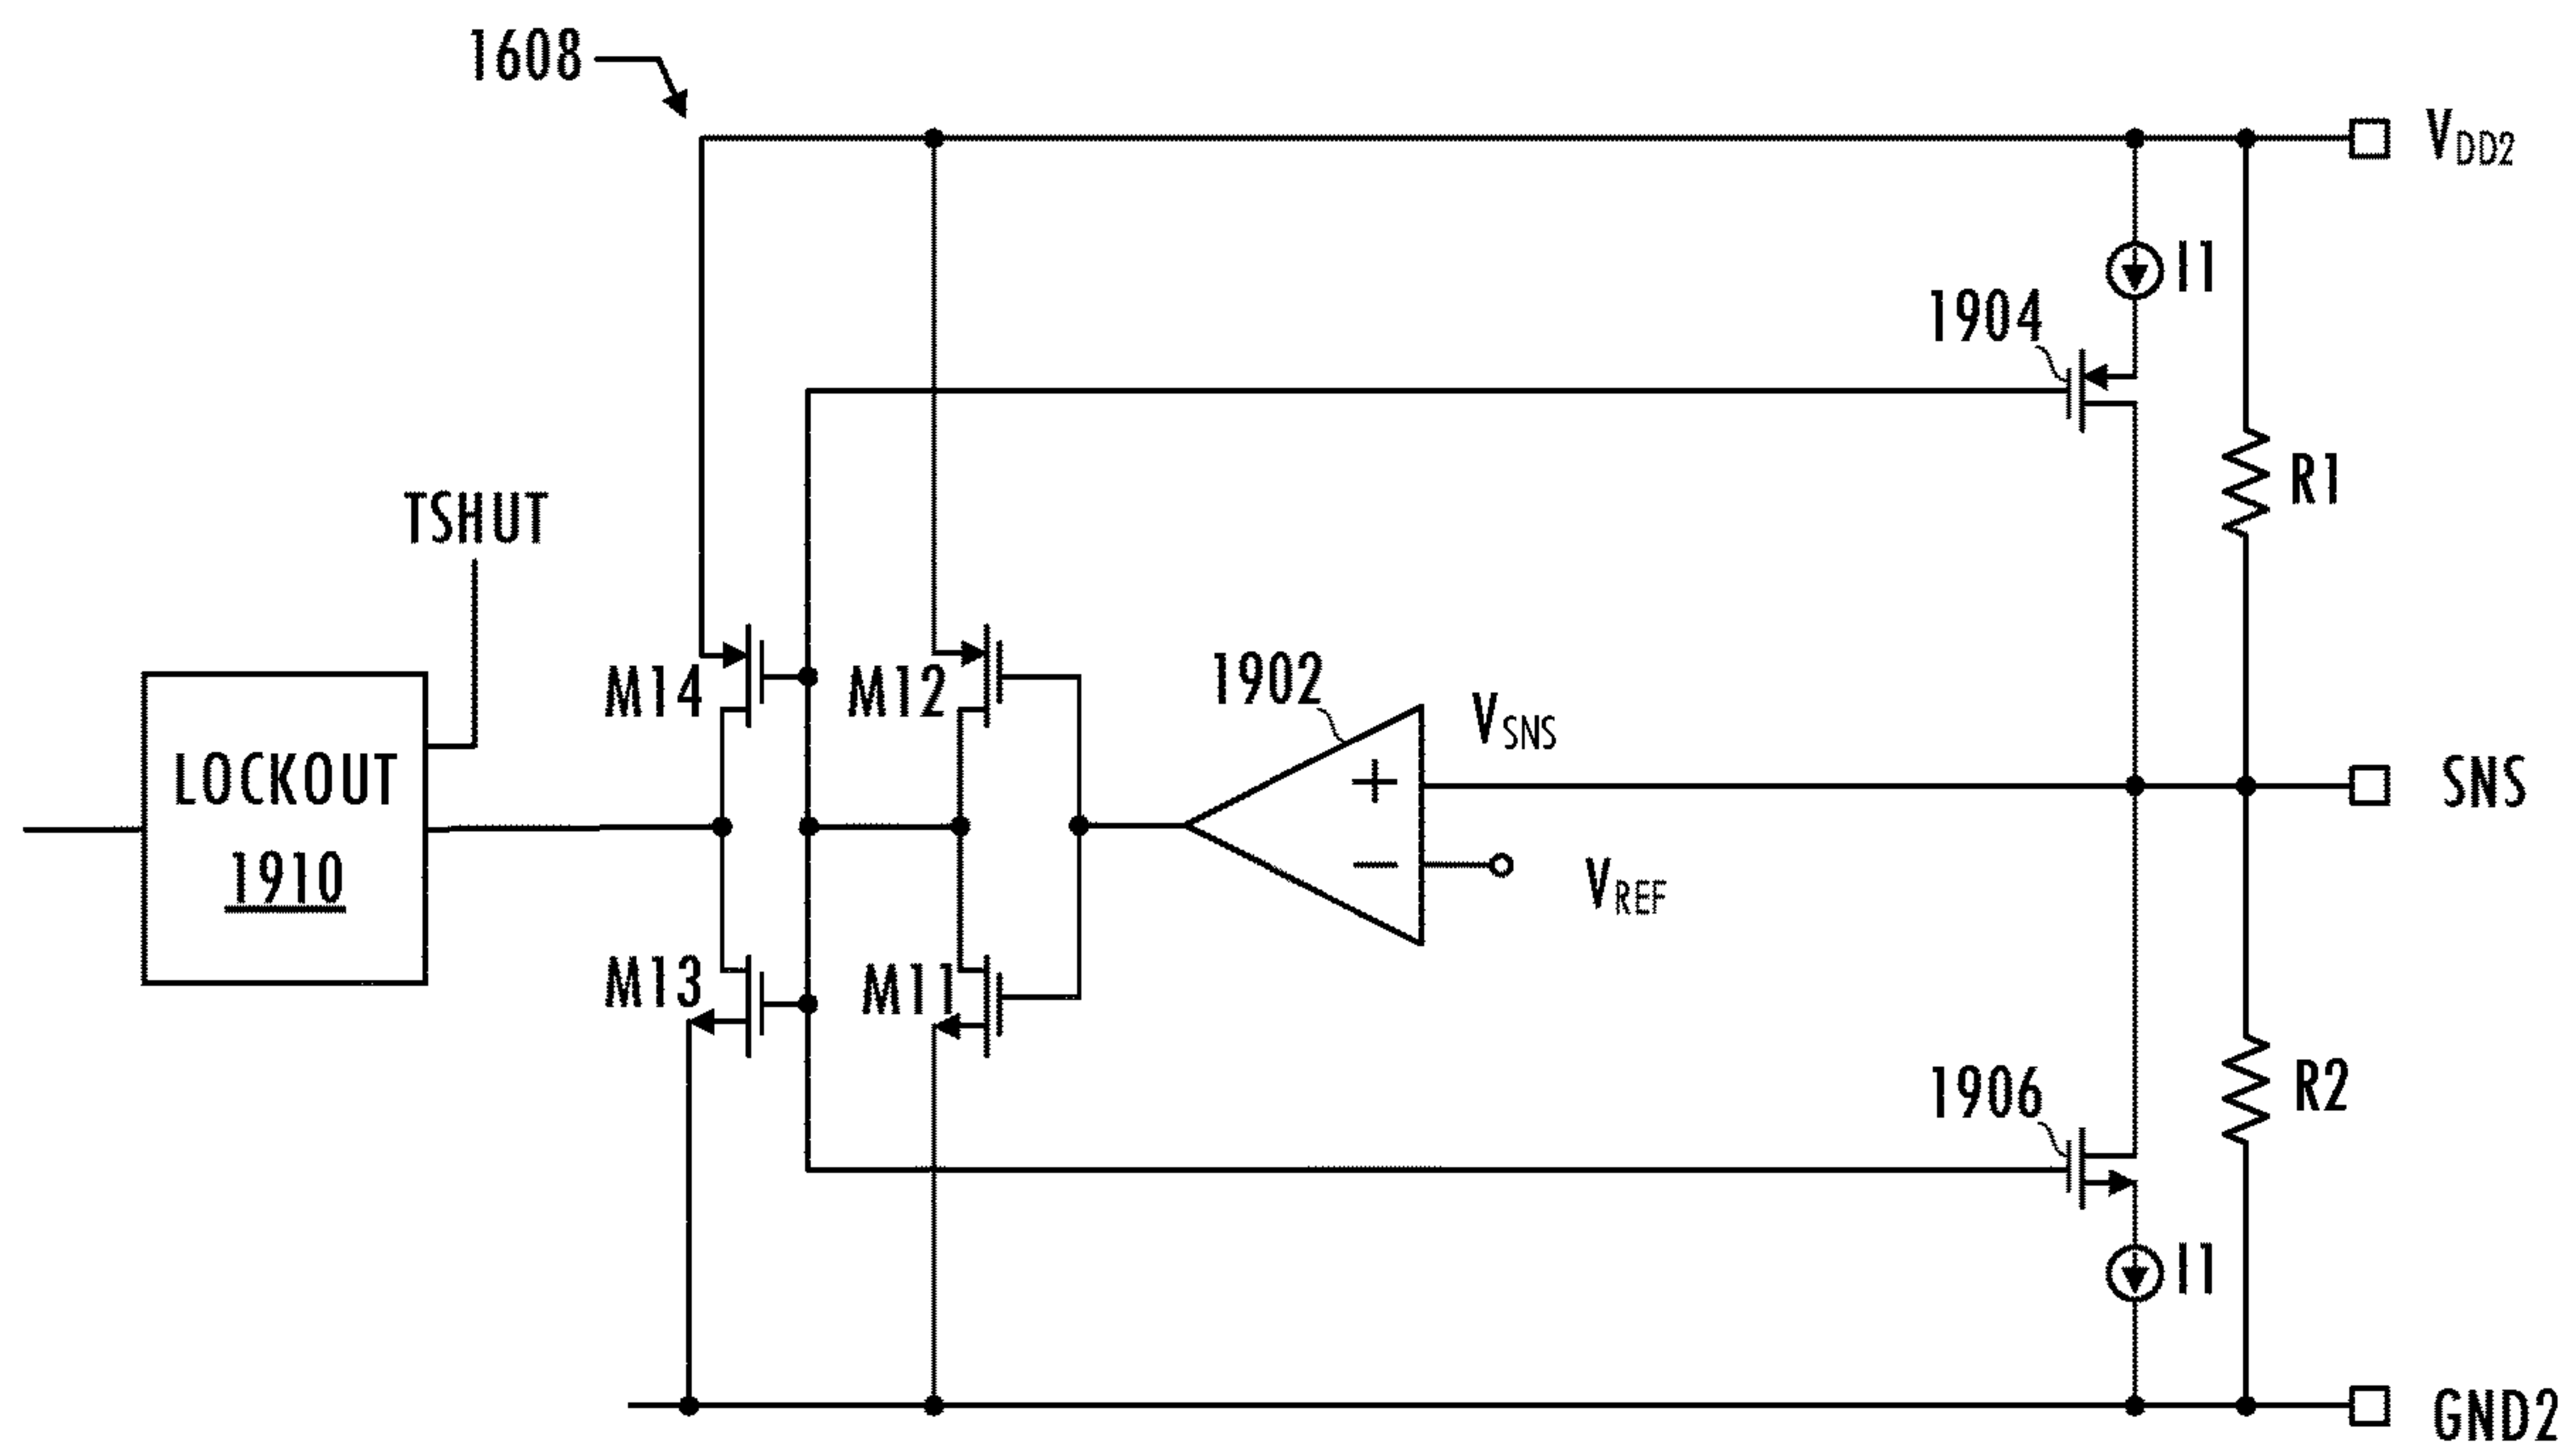 1608
VDD2
I1
1904
R1
TSHUT
M14
M12
1902
VSNS
+
SNS
LOCKOUT
1910
−
VREF
M13
M11
1906
R2
I1
GND2